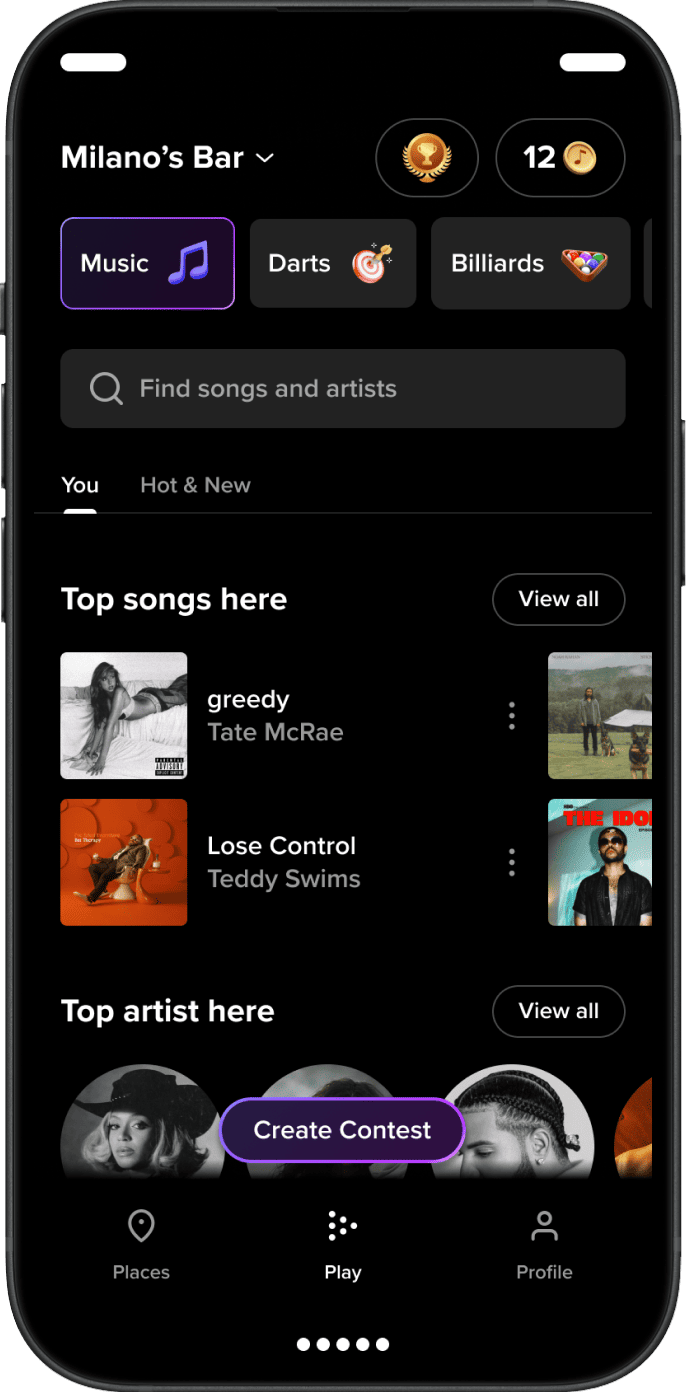 Milano’s Bar
12
Music
Darts
Billiards
Find songs and artists
You
Hot & New
Top songs here
View all
greedy
Tate McRae
PARENTAL
ADVISORY
EXPLICIT CONTENT
Lose Control
Teddy Swims
THE IDOL
Top artist here
View all
Create Contest
Places
Play
Profile